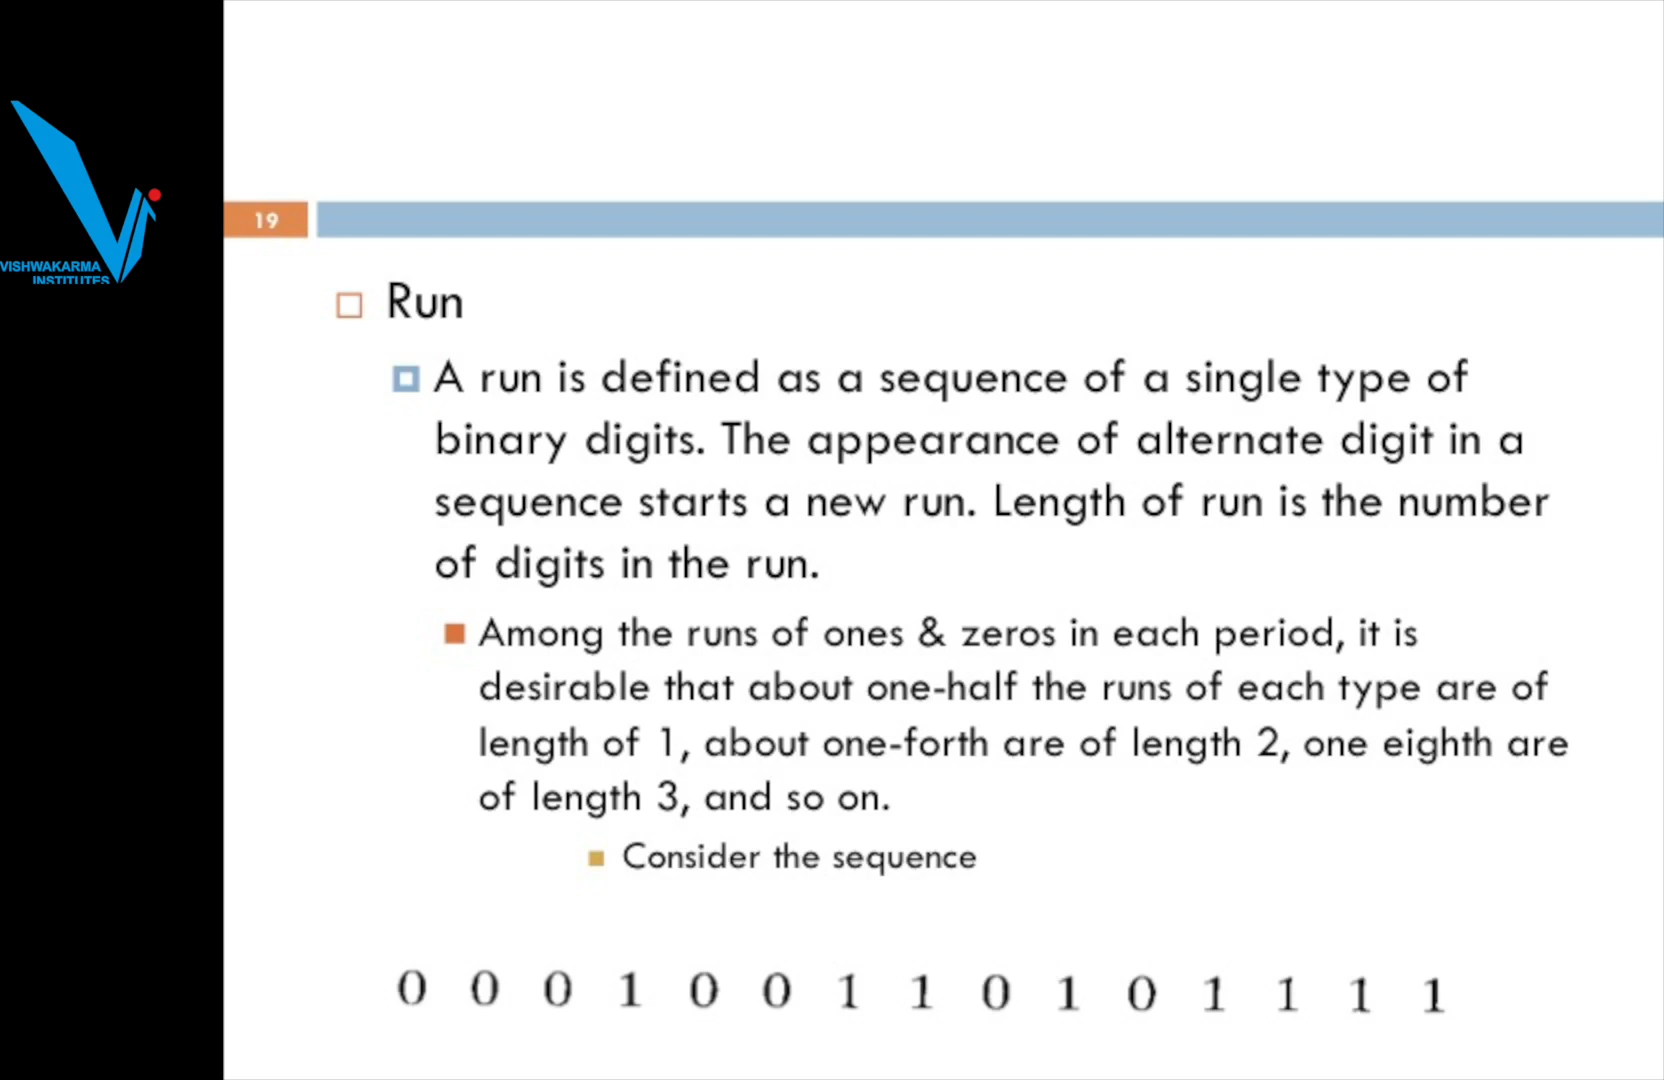 VISHWAKARMA
INSTITUTES
19
Run
A run is defined as a sequence of a single type of
binary digits. The appearance of alternate digit in a
sequence starts a new run. Length of run is the number
of digits in the run.
Among the runs of ones & zeros in each period, it is
desirable that about one-half the runs of each type are of
length of 1, about one-forth are of length 2, one eighth are
of length 3, and so on.
Consider the sequence
0 0 0 1 0 0 1 1 0 1 0 1 1 1 1